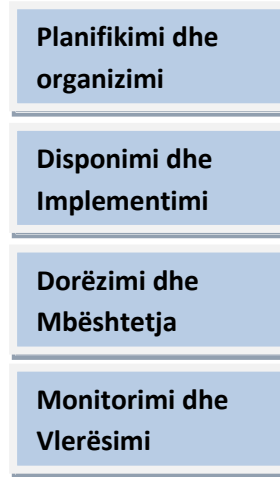 Planifikimi dhe
organizimi
Disponimi dhe
Implementimi
Dorëzimi dhe
Mbështetja
Monitorimi dhe
Vlerësimi